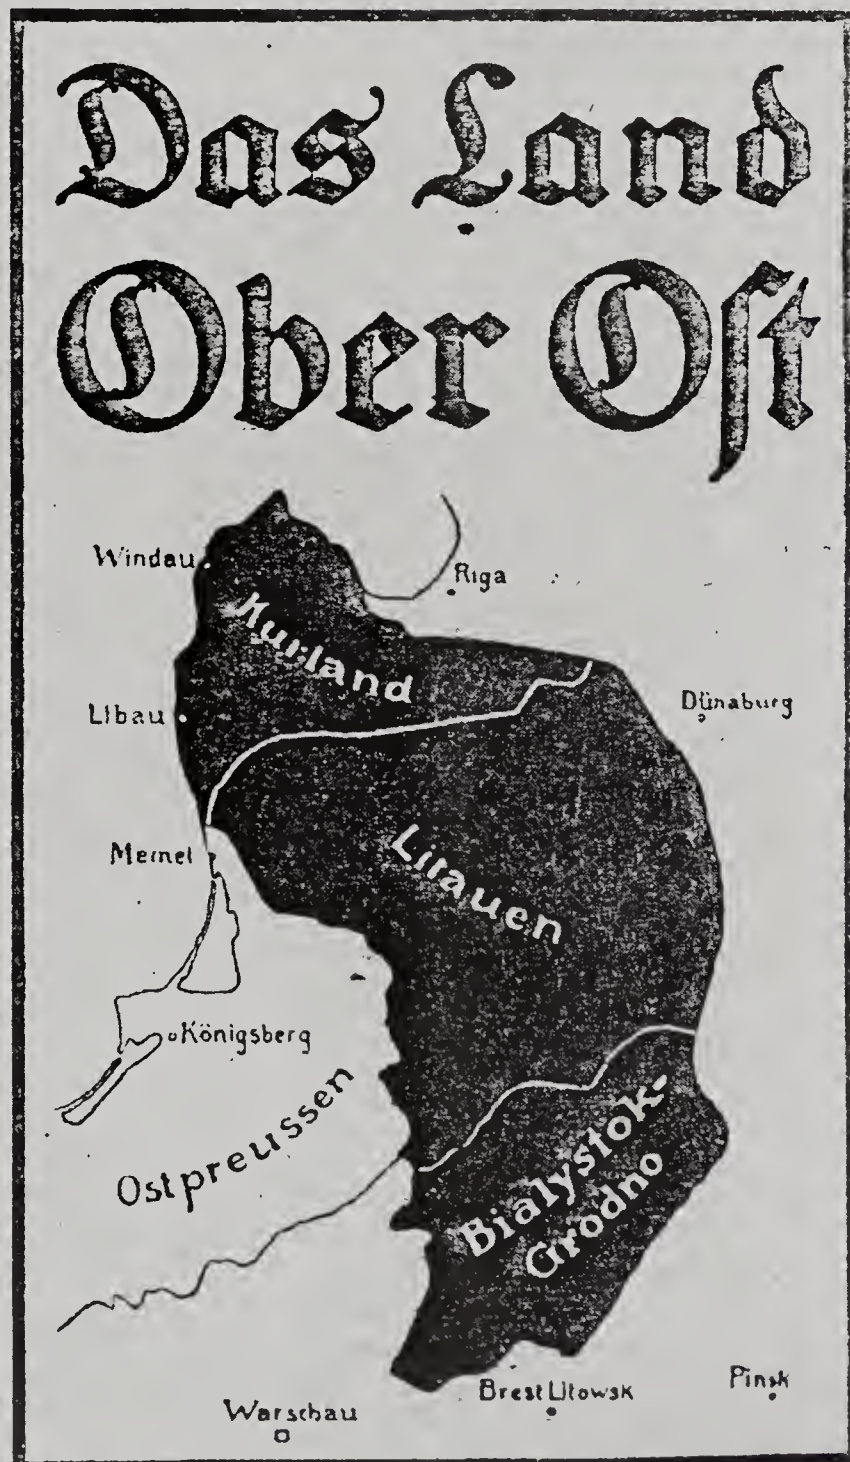 Das Land
Ober Ost
Windau
Riga
Kurland
Libau
Dünaburg
Memel
Litauen
Königsberg
Ostpreussen
Bialystok-
Grodno
Pinsk
Brest Litowsk
Warschau